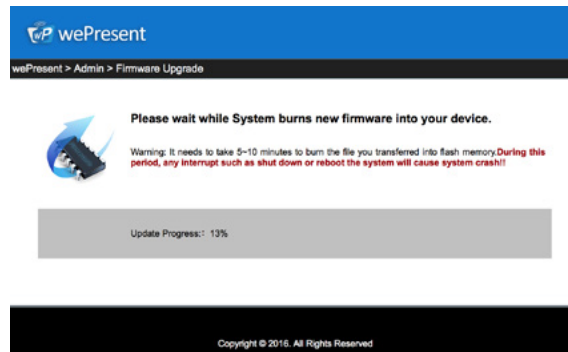 wP wePresent
wePresent > Admin > Firmware Upgrade
Please wait while System burns new firmware into your device.
Warning: It needs to take 5~10 minutes to burn the file you transferred into flash memory.During this
period, any interrupt such as shut down or reboot the system will cause system crash!!
Update Progress:: 13%
Copyright © 2016. All Rights Reserved